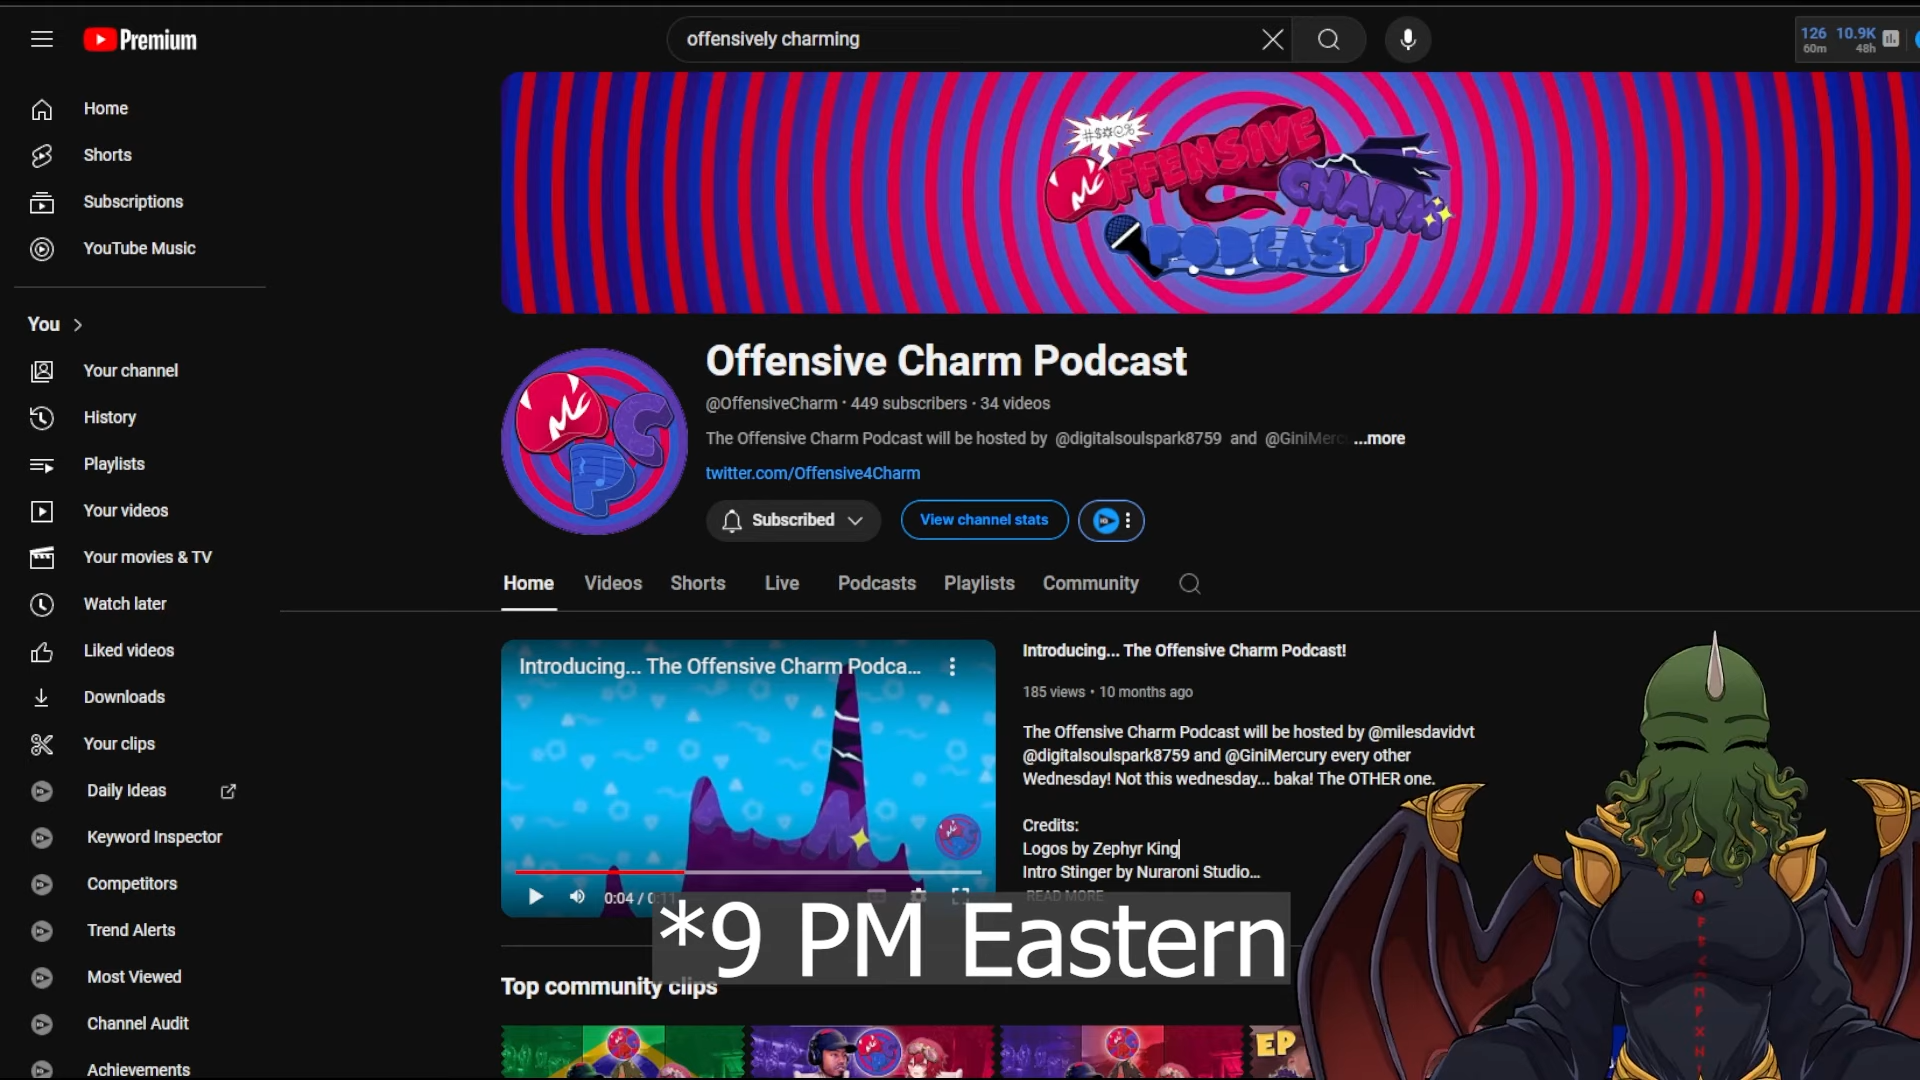 Premium
offensively charming
126 10.9K
60m 48h
Home
Shorts
Subscriptions
YouTube Music
You
Your channel
History
Playlists
Your videos
Your movies & TV
Watch later
Liked videos
Downloads
Your clips
Daily Ideas
Keyword Inspector
Competitors
Trend Alerts
Most Viewed
Channel Audit
Achievements
#$*@%
OFFENSIVE
CHARM
PODCAST
Offensive Charm Podcast
@OffensiveCharm · 449 subscribers · 34 videos
The Offensive Charm Podcast will be hosted by @digitalsoulspark8759 and @GiniMerc ...more
twitter.com/Offensive4Charm
Subscribed
View channel stats
Home Videos Shorts Live Podcasts Playlists Community
Introducing... The Offensive Charm Podca...
0:04 / 0:11
Introducing... The Offensive Charm Podcast!
185 views • 10 months ago
The Offensive Charm Podcast will be hosted by @milesdavidvt
@digitalsoulspark8759 and @GiniMercury every other
Wednesday! Not this wednesday... baka! The OTHER one.
Credits:
Logos by Zephyr King
Intro Stinger by Nuraroni Studio...
READ MORE
*9 PM Eastern
Top community clips
EP